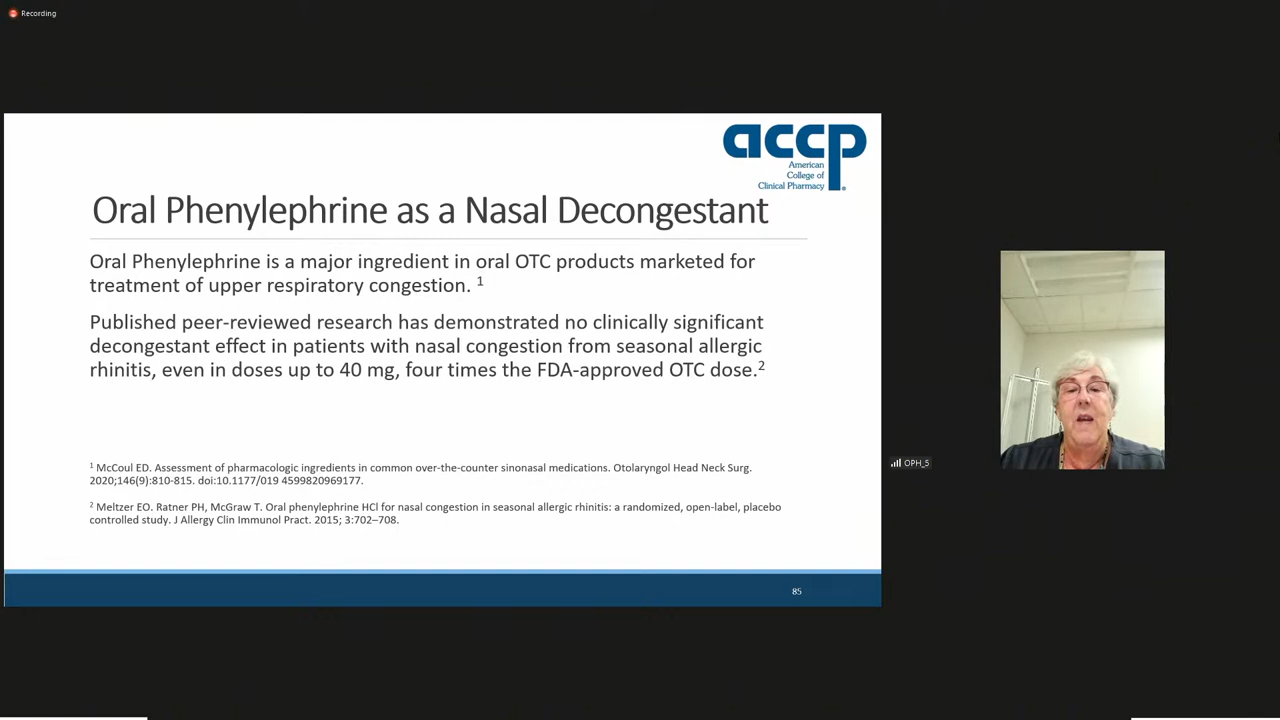 Recording
accp
American
College of
Clinical Pharmacy
Oral Phenylephrine as a Nasal Decongestant
Oral Phenylephrine is a major ingredient in oral OTC products marketed for
treatment of upper respiratory congestion. 1
Published peer-reviewed research has demonstrated no clinically significant
decongestant effect in patients with nasal congestion from seasonal allergic
rhinitis, even in doses up to 40 mg, four times the FDA-approved OTC dose.2
1 McCoul ED. Assessment of pharmacologic ingredients in common over-the-counter sinonasal medications. Otolaryngol Head Neck Surg.
2020;146(9):810-815. doi:10.1177/019 4599820969177.
2 Meltzer EO. Ratner PH, McGraw T. Oral phenylephrine HCl for nasal congestion in seasonal allergic rhinitis: a randomized, open-label, placebo
controlled study. J Allergy Clin Immunol Pract. 2015; 3:702–708.
85
OPH_5